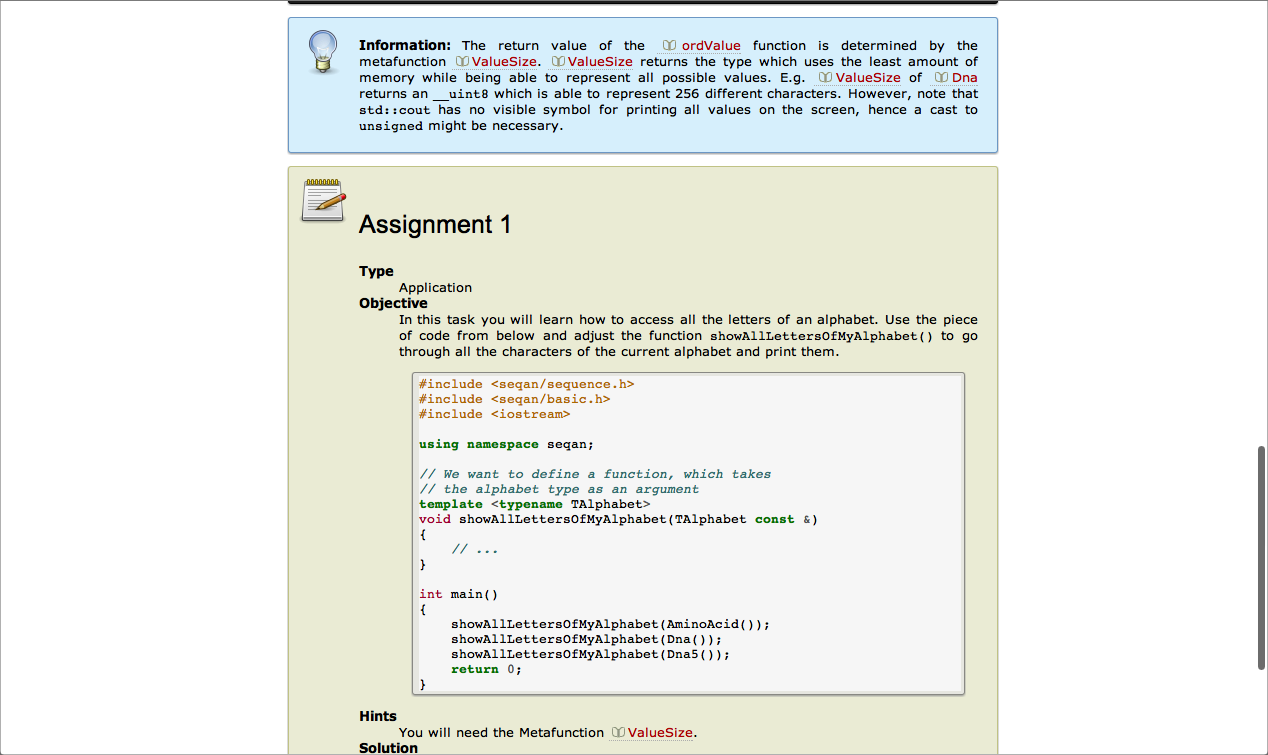 Information: The return value of the ordValue function is determined by the
metafunction ValueSize. ValueSize returns the type which uses the least amount of
memory while being able to represent all possible values. E.g. ValueSize of Dna
returns an __uint8 which is able to represent 256 different characters. However, note that
std::cout has no visible symbol for printing all values on the screen, hence a cast to
unsigned might be necessary.
Assignment 1
Type
Application
Objective
In this task you will learn how to access all the letters of an alphabet. Use the piece
of code from below and adjust the function showAllLettersOfMyAlphabet() to go
through all the characters of the current alphabet and print them.
#include <seqan/sequence.h>
#include <seqan/basic.h>
#include <iostream>
using namespace seqan;
// We want to define a function, which takes
// the alphabet type as an argument
template <typename TAlphabet>
void showAllLettersOfMyAlphabet(TAlphabet const &)
{
    // ...
}
int main()
{
    showAllLettersOfMyAlphabet(AminoAcid());
    showAllLettersOfMyAlphabet(Dna());
    showAllLettersOfMyAlphabet(Dna5());
    return 0;
}
Hints
You will need the Metafunction ValueSize.
Solution